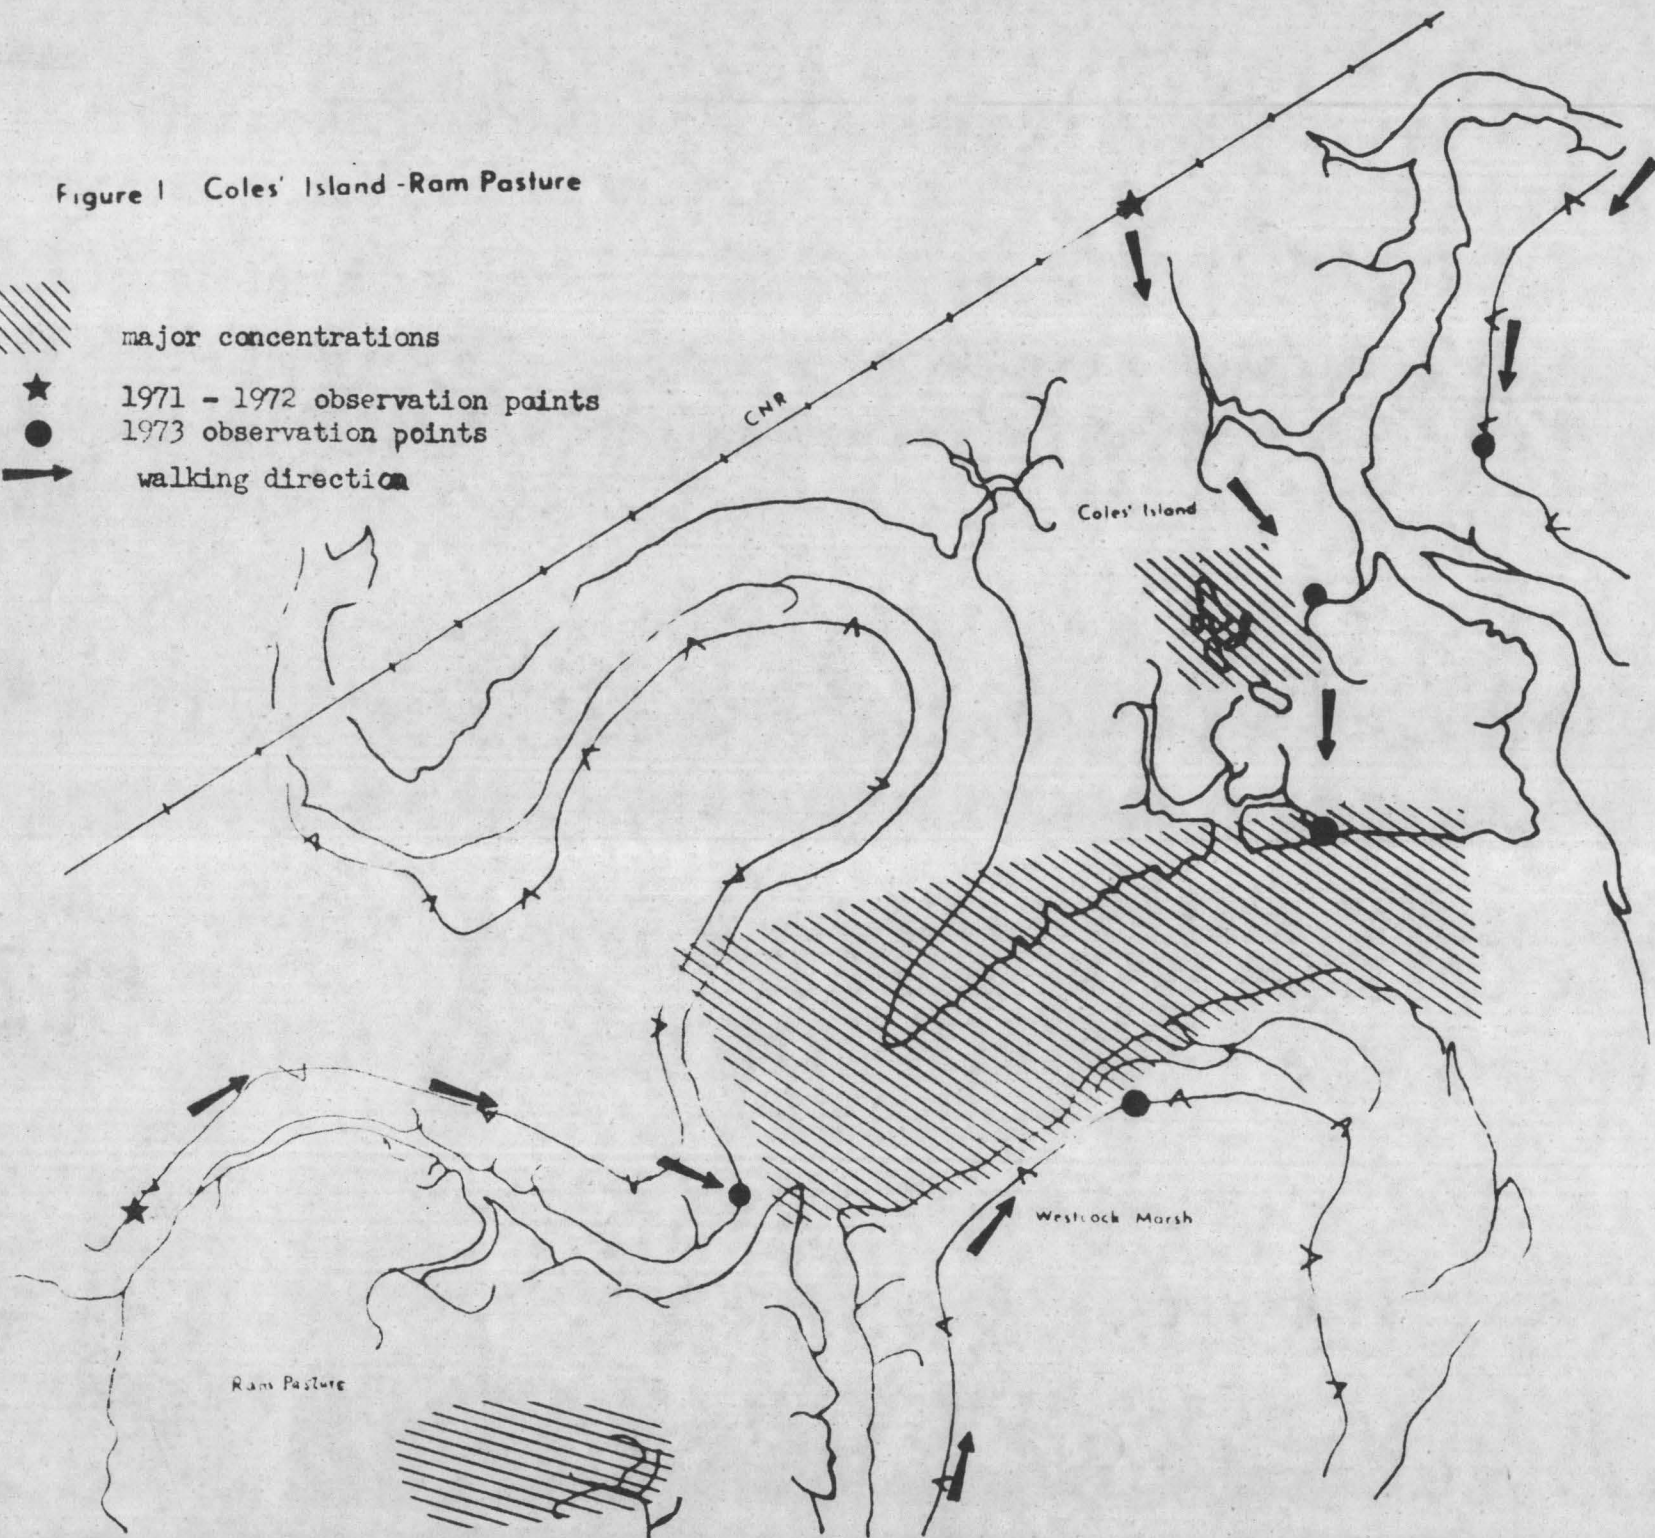 Figure 1 Coles' Island - Ram Pasture
major concentrations
1971 - 1972 observation points
1973 observation points
walking direction
CNR
Coles' Island
Westcock Marsh
Ram Pasture